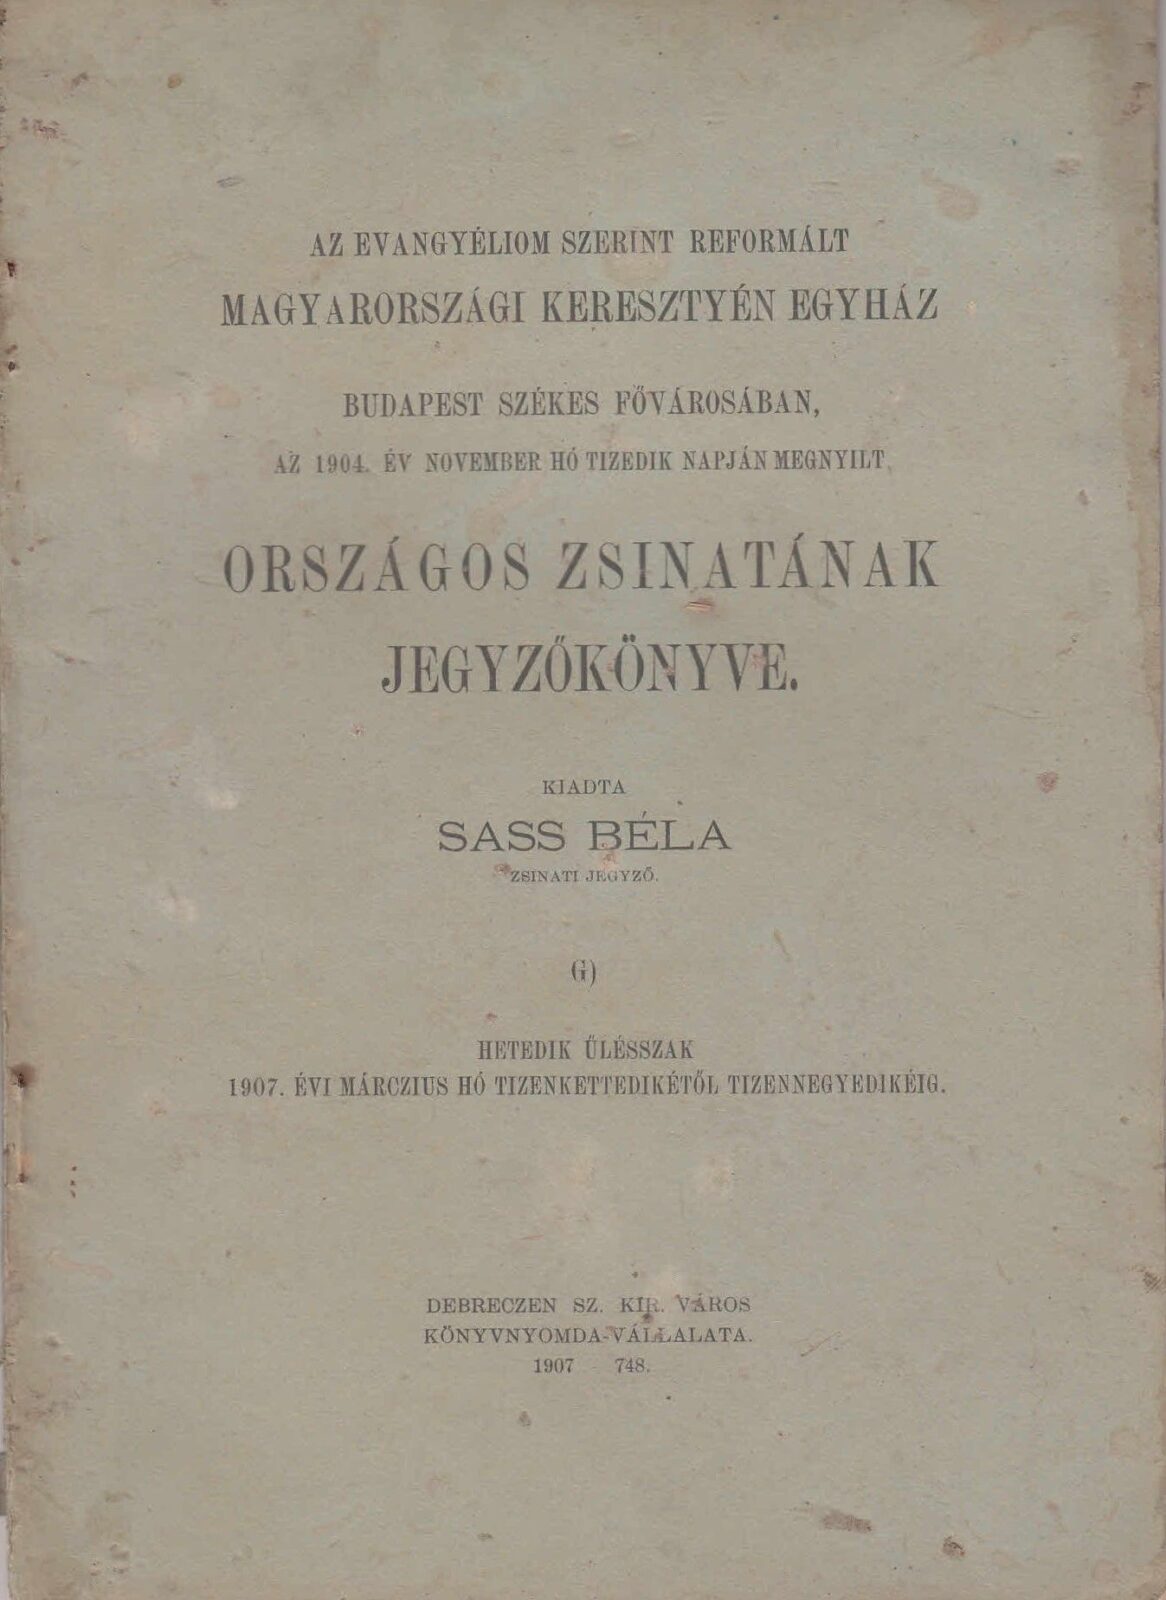 AZ EVANGYÉLIOM SZERINT REFORMÁLT
MAGYARORSZÁGI KERESZTYÉN EGYHÁZ
BUDAPEST SZÉKES FŐVÁROSÁBAN,
AZ 1904. ÉV NOVEMBER HÓ TIZEDIK NAPJÁN MEGNYILT
ORSZÁGOS ZSINATÁNAK
JEGYZŐKÖNYVE.
KIADTA
SASS BÉLA
ZSINATI JEGYZŐ.
G)
HETEDIK ŰLÉSSZAK
1907. ÉVI MÁRCZIUS HÓ TIZENKETTEDIKÉTŐL TIZENNEGYEDIKÉIG.
DEBRECZEN SZ. KIR. VÁROS
KÖNYVNYOMDA-VÁLLALATA.
1907 - 748.